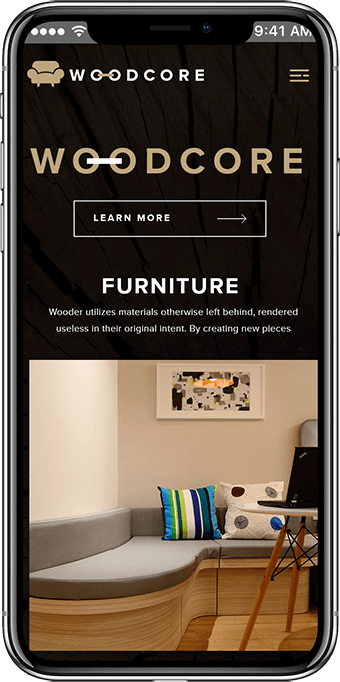 9:41 AM
WOODCORE
WOODCORE
LEARN MORE
FURNITURE
Wooder utilizes materials otherwise left behind, rendered
useless in their original intent. By creating new pieces